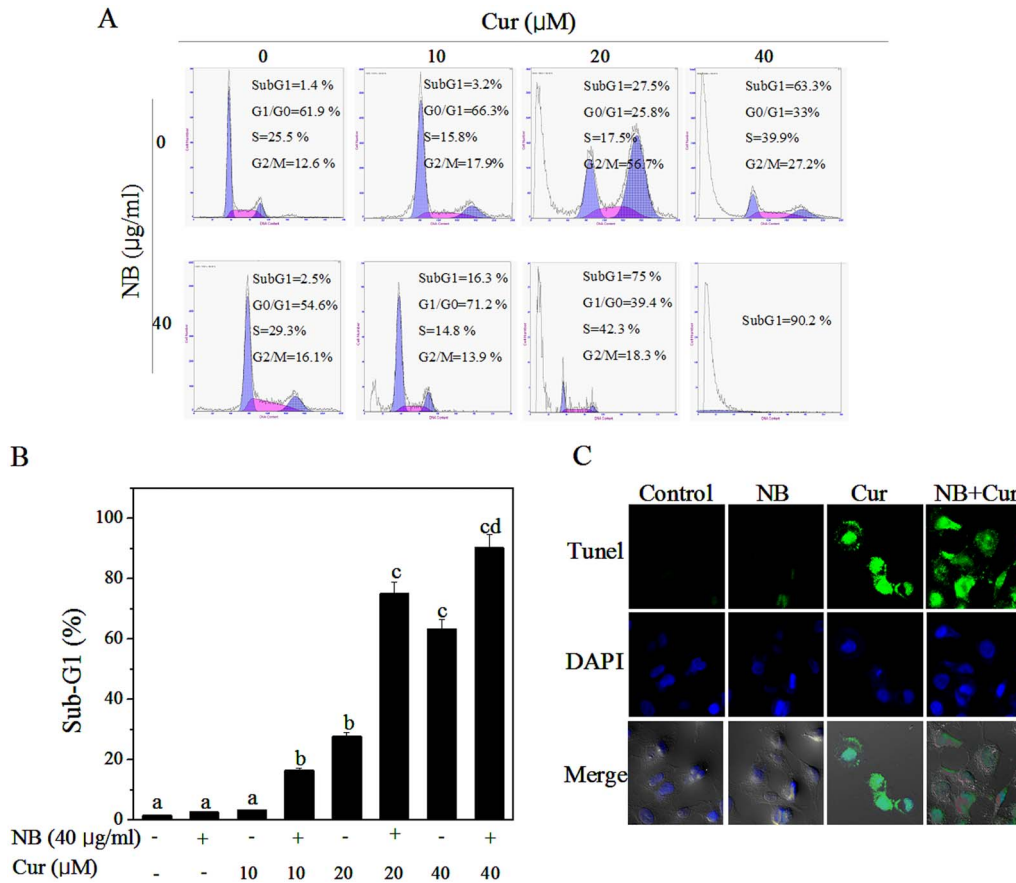 A
Cur (µM)
0
10
20
40
NB (µg/ml)
0
SubG1=1.4 %
G1/G0=61.9 %
S=25.5 %
G2/M=12.6 %
SubG1=3.2%
G0/G1=66.3%
S=15.8%
G2/M=17.9%
SubG1=27.5%
G0/G1=25.8%
S=17.5%
G2/M=56.7%
SubG1=63.3%
G0/G1=33%
S=39.9%
G2/M=27.2%
40
SubG1=2.5%
G0/G1=54.6%
S=29.3%
G2/M=16.1%
SubG1=16.3 %
G1/G0=71.2 %
S=14.8 %
G2/M=13.9 %
SubG1=75 %
G1/G0=39.4 %
S=42.3 %
G2/M=18.3 %
SubG1=90.2 %
B
Sub-G1 (%)
100
80
60
40
20
0
a
a
a
b
b
c
c
cd
NB (40 µg/ml) - + - + - + - +
Cur (µM) - - 10 10 20 20 40 40
C
Control NB Cur NB+Cur
Tunel
DAPI
Merge